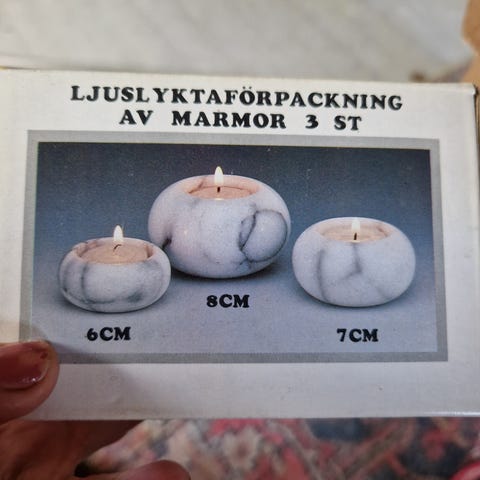 LJUSLYKTAFÖRPACKNING
AV MARMOR 3 ST
8CM
6CM
7CM